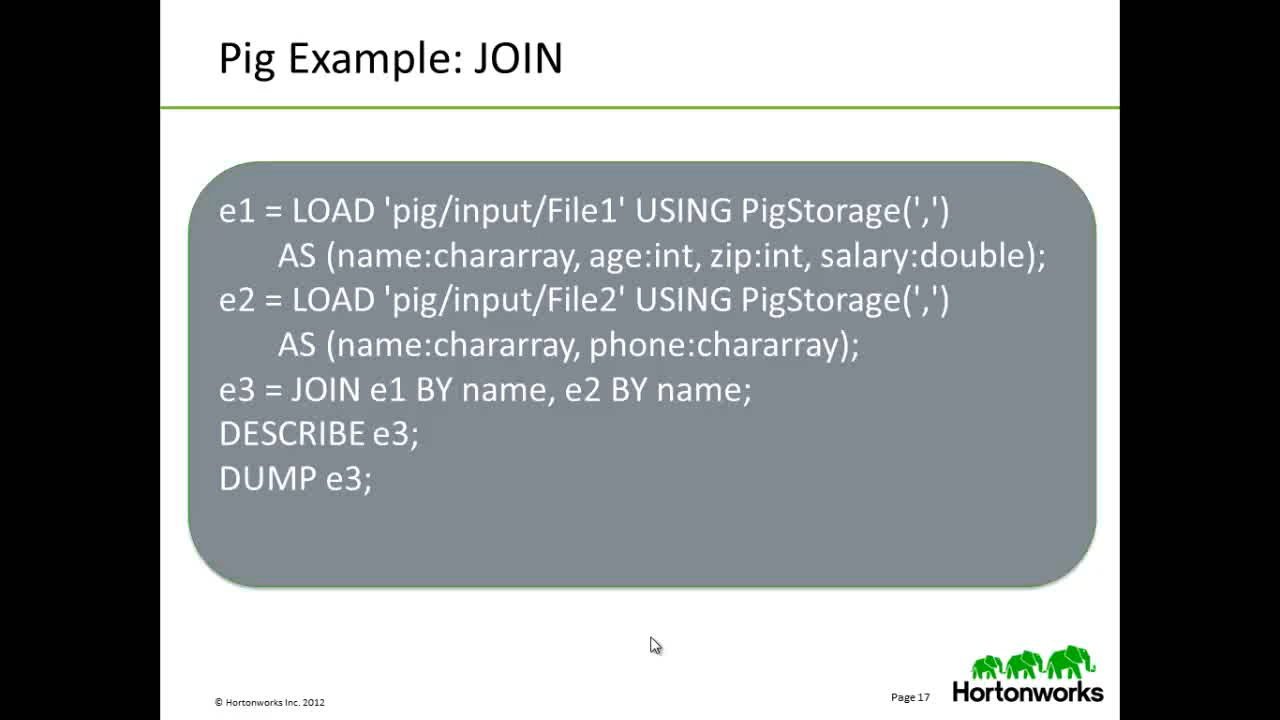 Pig Example: JOIN
e1 = LOAD 'pig/input/File1' USING PigStorage(',')
AS (name:chararray, age:int, zip:int, salary:double);
e2 = LOAD 'pig/input/File2' USING PigStorage(',')
AS (name:chararray, phone:chararray);
e3 = JOIN e1 BY name, e2 BY name;
DESCRIBE e3;
DUMP e3;
© Hortonworks Inc. 2012
Page 17
Hortonworks